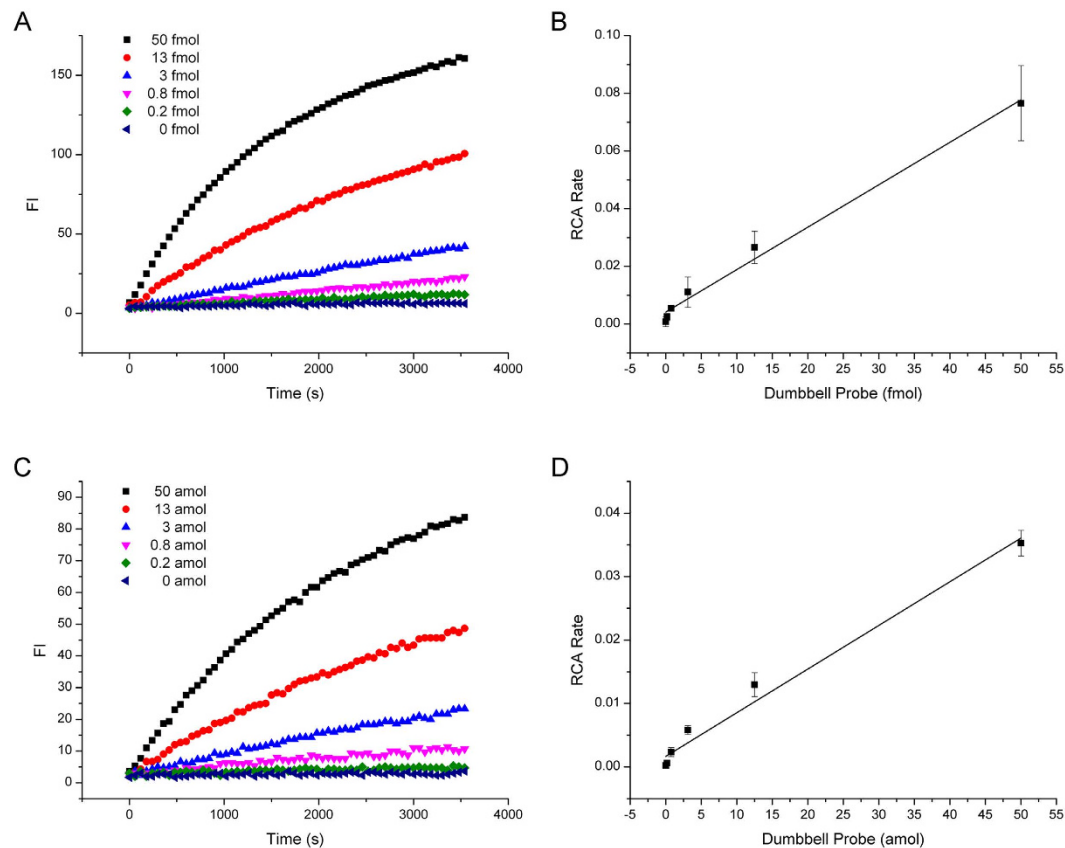 A
50 fmol
13 fmol
3 fmol
0.8 fmol
0.2 fmol
0 fmol
150
100
50
0
FI
0 1000 2000 3000 4000
Time (s)
B
0.10
0.08
0.06
0.04
0.02
0.00
RCA Rate
-5 0 5 10 15 20 25 30 35 40 45 50 55
Dumbbell Probe (fmol)
C
50 amol
13 amol
3 amol
0.8 amol
0.2 amol
0 amol
90
80
70
60
50
40
30
20
10
0
FI
0 1000 2000 3000 4000
Time (s)
D
0.04
0.03
0.02
0.01
0.00
RCA Rate
-5 0 5 10 15 20 25 30 35 40 45 50 55
Dumbbell Probe (amol)